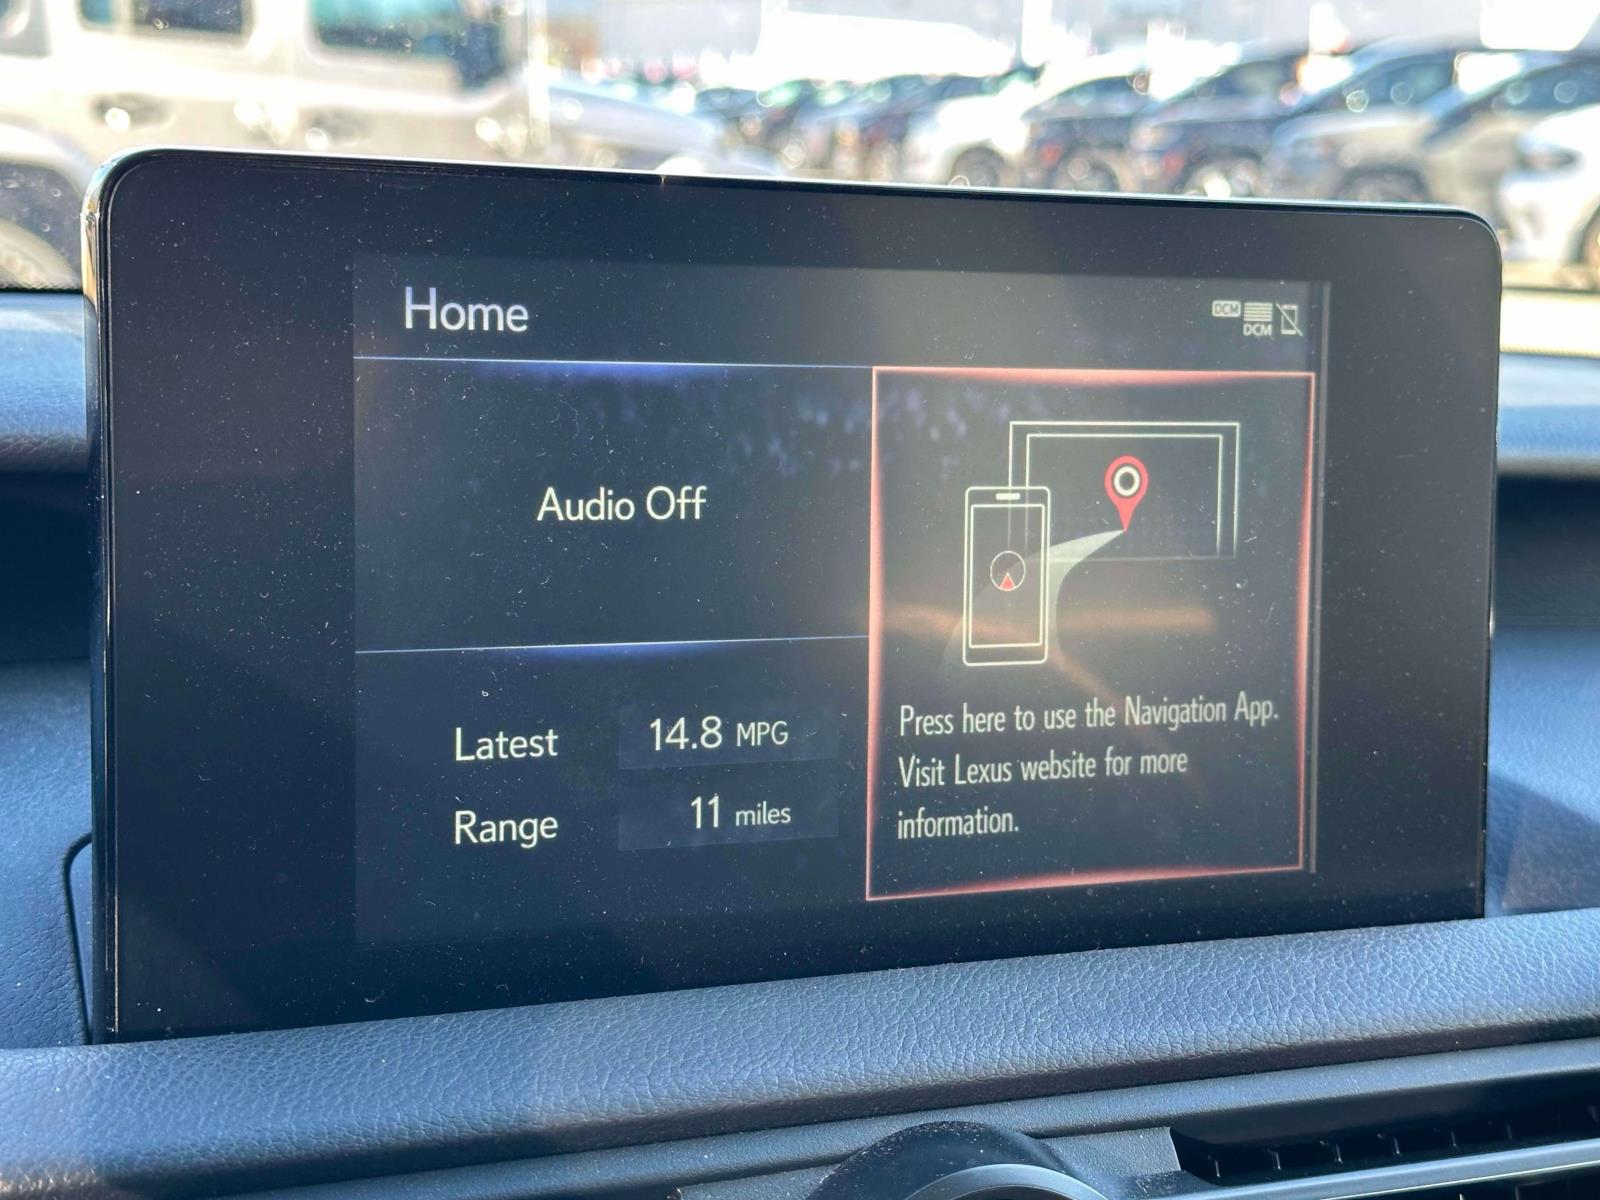 Home
DCM
DCM
Audio Off
Latest 14.8 MPG
Range 11 miles
Press here to use the Navigation App.
Visit Lexus website for more
information.